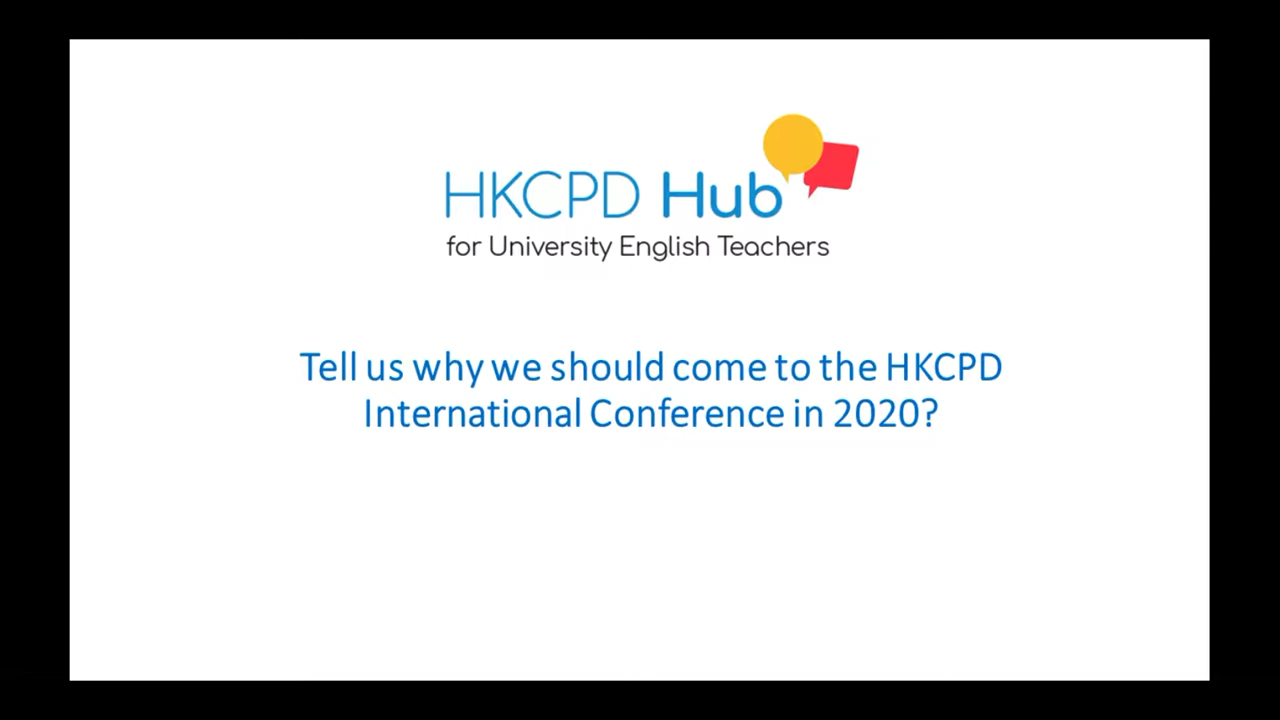 HKCPD Hub
for University English Teachers
Tell us why we should come to the HKCPD
International Conference in 2020?